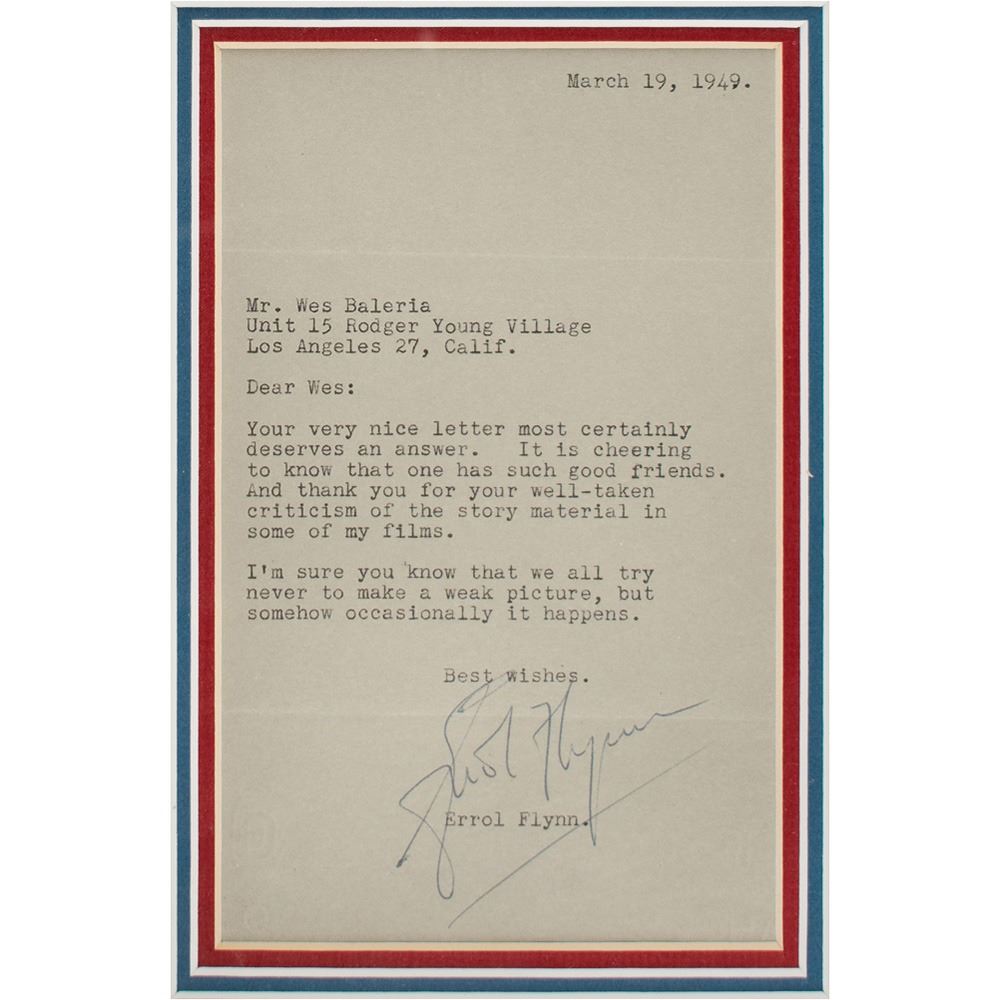 March 19, 1949.
Mr. Wes Baleria
Unit 15 Rodger Young Village
Los Angeles 27, Calif.
Dear Wes:
Your very nice letter most certainly
deserves an answer. It is cheering
to know that one has such good friends.
And thank you for your well-taken
criticism of the story material in
some of my films.
I'm sure you know that we all try
never to make a weak picture, but
somehow occasionally it happens.
Best wishes.
Errol Flynn
Errol Flynn.